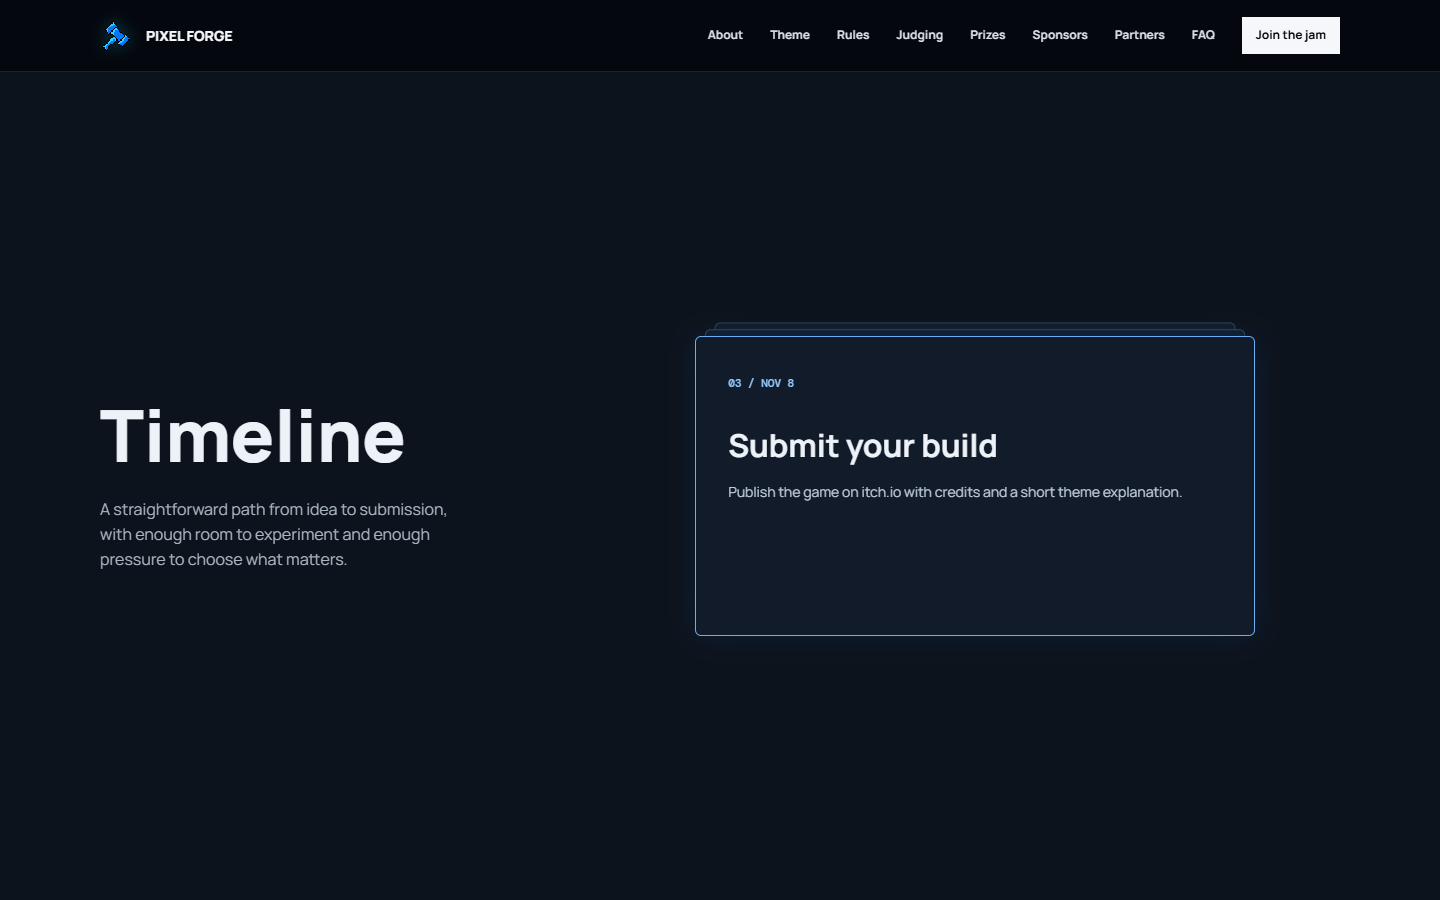 PIXEL FORGE
About Theme Rules Judging Prizes Sponsors Partners FAQ Join the jam
Timeline
A straightforward path from idea to submission,
with enough room to experiment and enough
pressure to choose what matters.
03 / NOV 8
Submit your build
Publish the game on itch.io with credits and a short theme explanation.